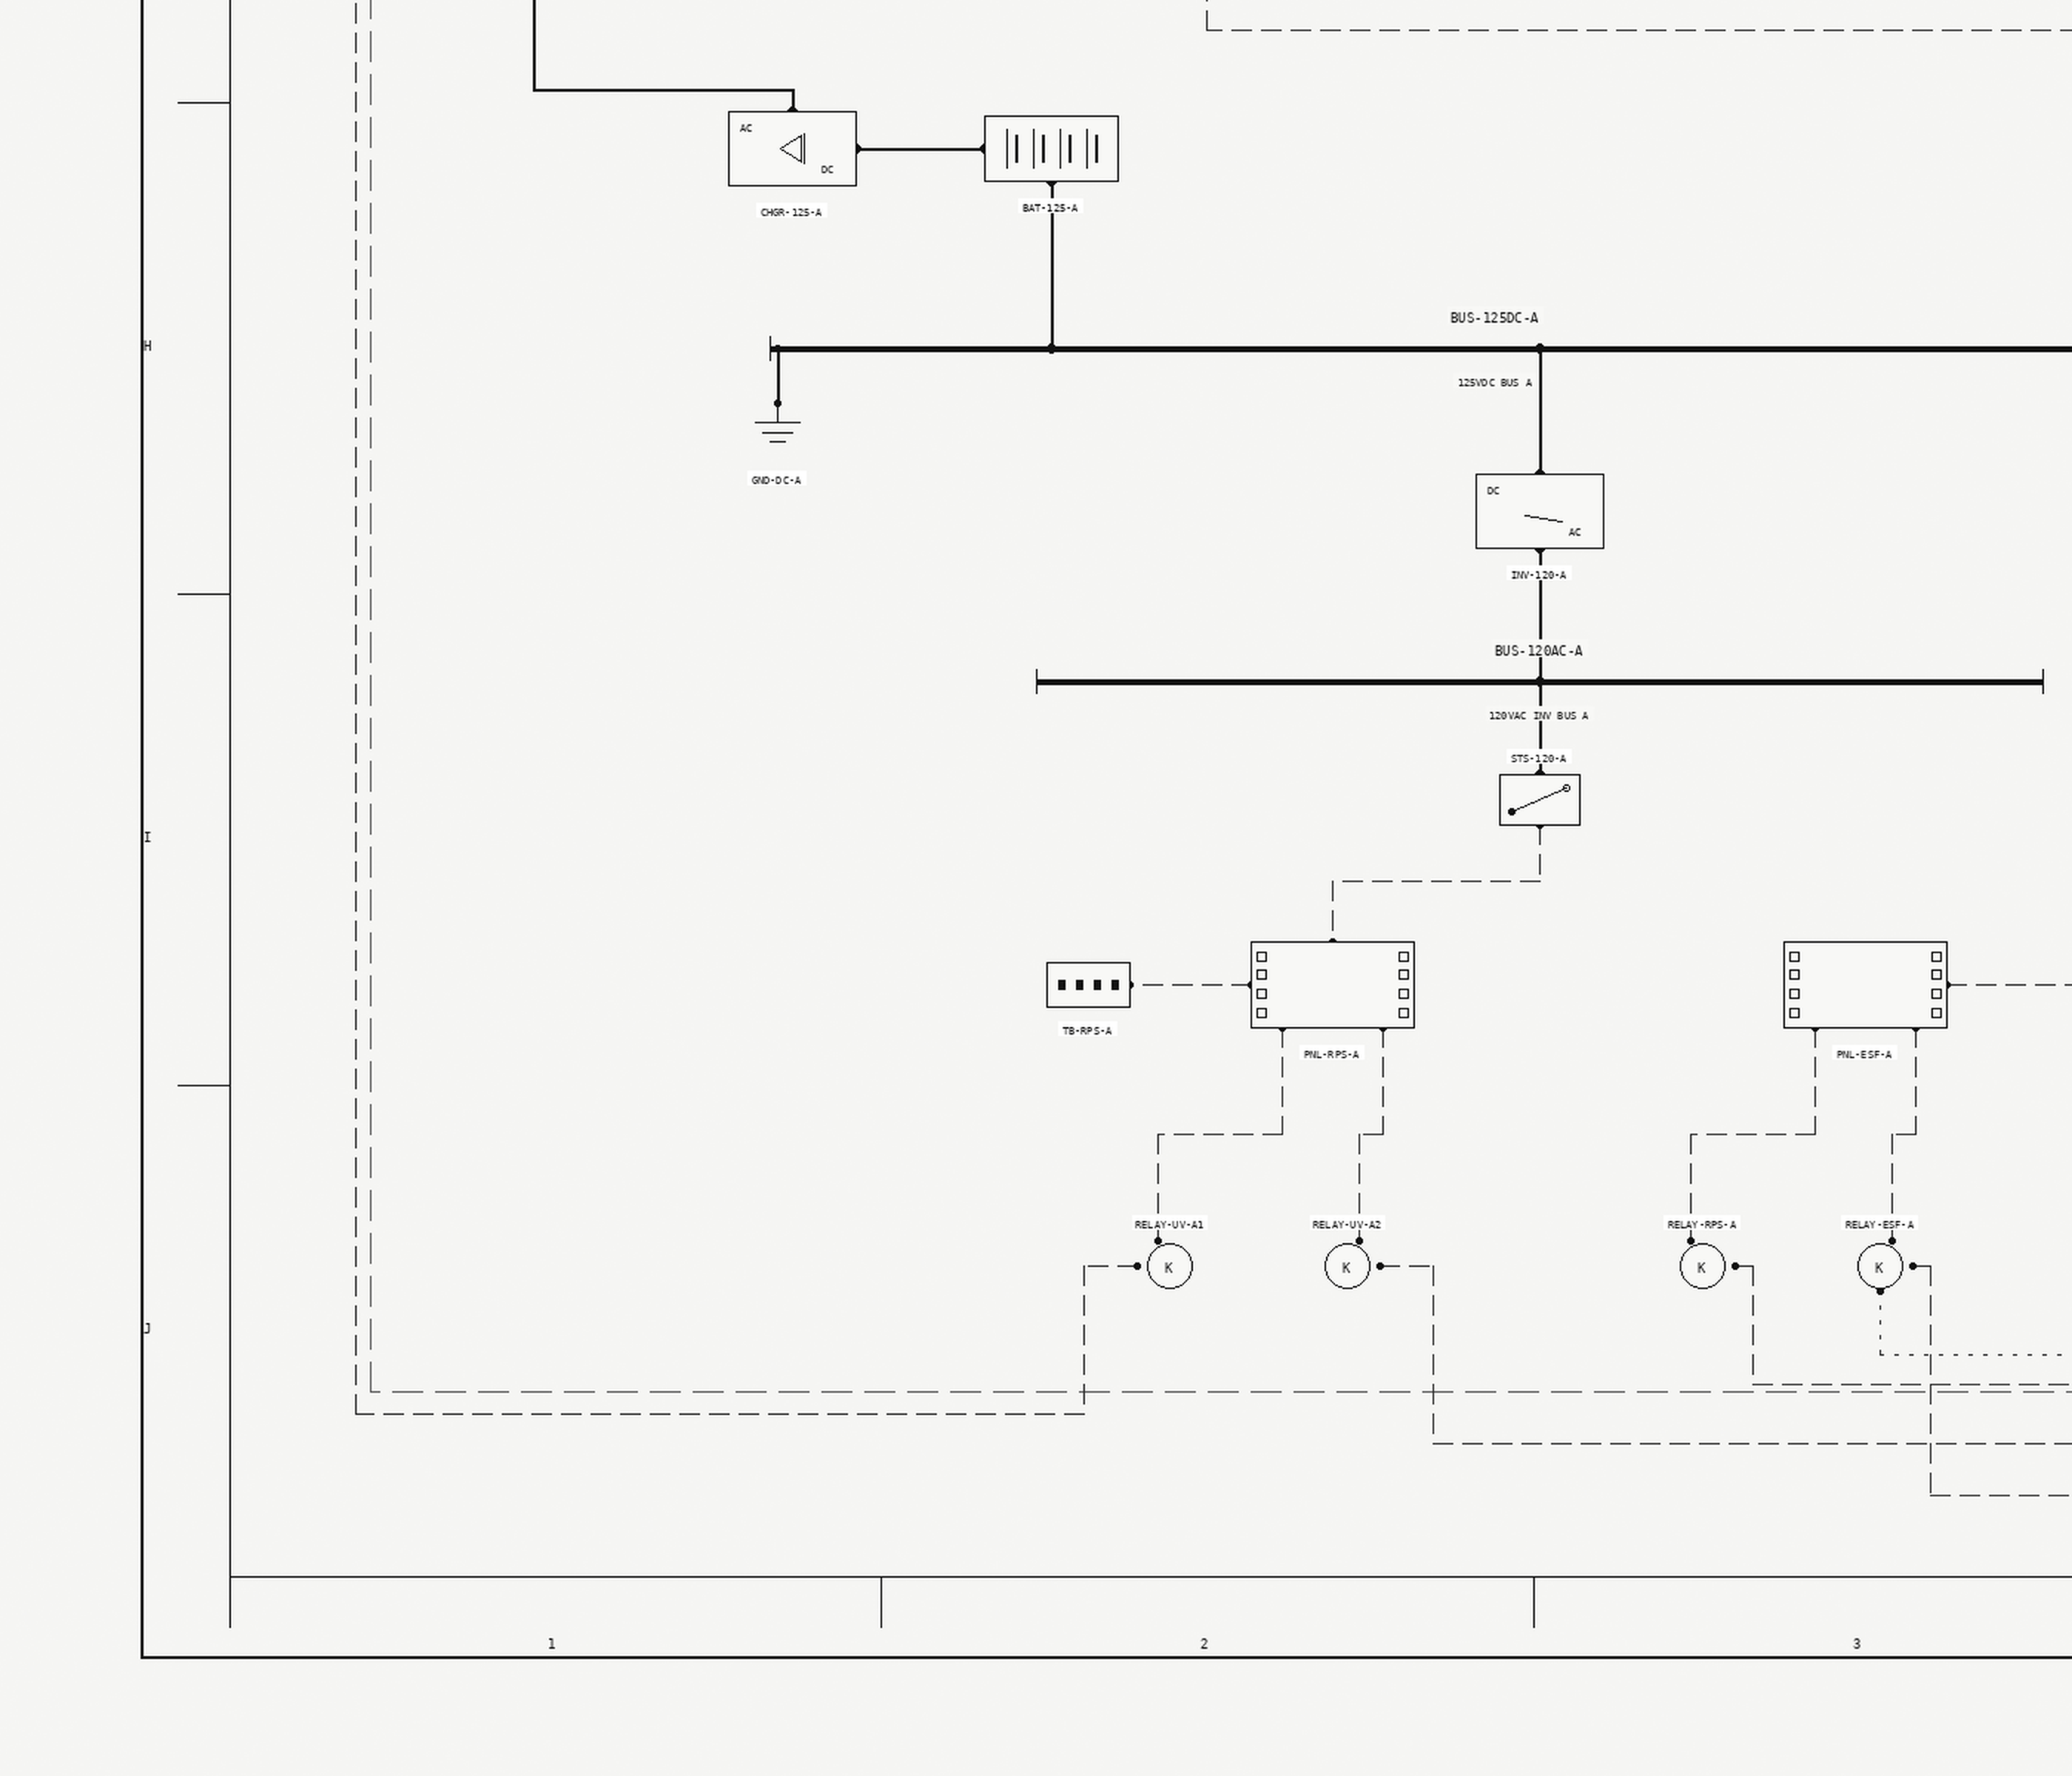 AC
DC
CHGR-125-A
BAT-125-A
BUS-125DC-A
H
125VDC BUS A
GND-DC-A
DC
AC
INV-120-A
BUS-120AC-A
120VAC INV BUS A
STS-120-A
I
TB-RPS-A
PNL-RPS-A
PNL-ESF-A
RELAY-UV-A1
RELAY-UV-A2
RELAY-RPS-A
RELAY-ESF-A
K
K
K
K
J
1
2
3